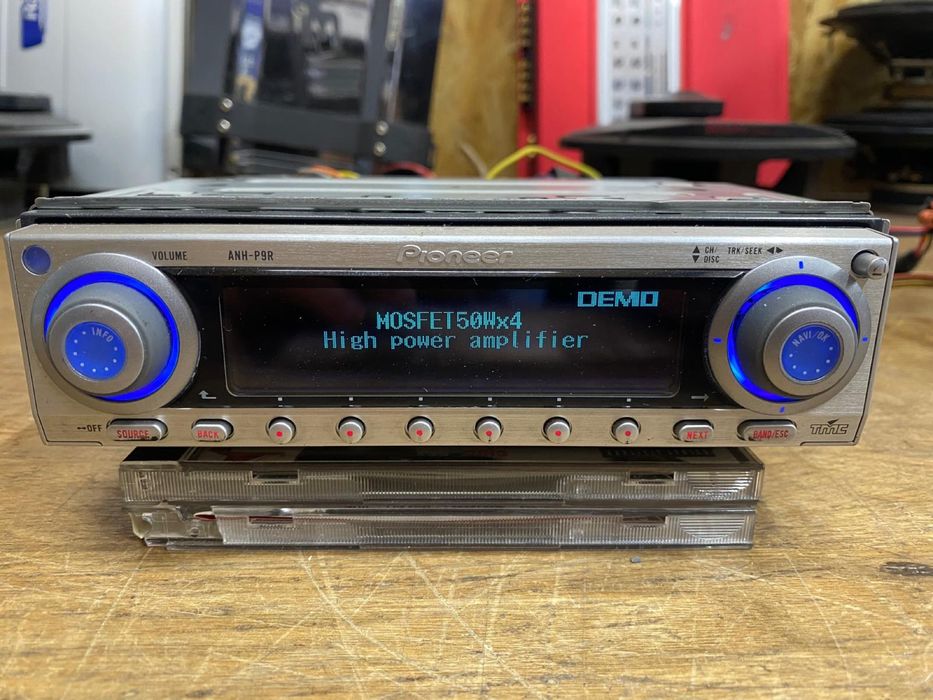 VOLUME
ANH-P9R
Pioneer
CH/
DISC
TRK/SEEK
DEMO
MOSFET50Wx4
High power amplifier
INFO
NAVI/OK
OFF
SOURCE
BACK
NEXT
BAND/ESC
TMC